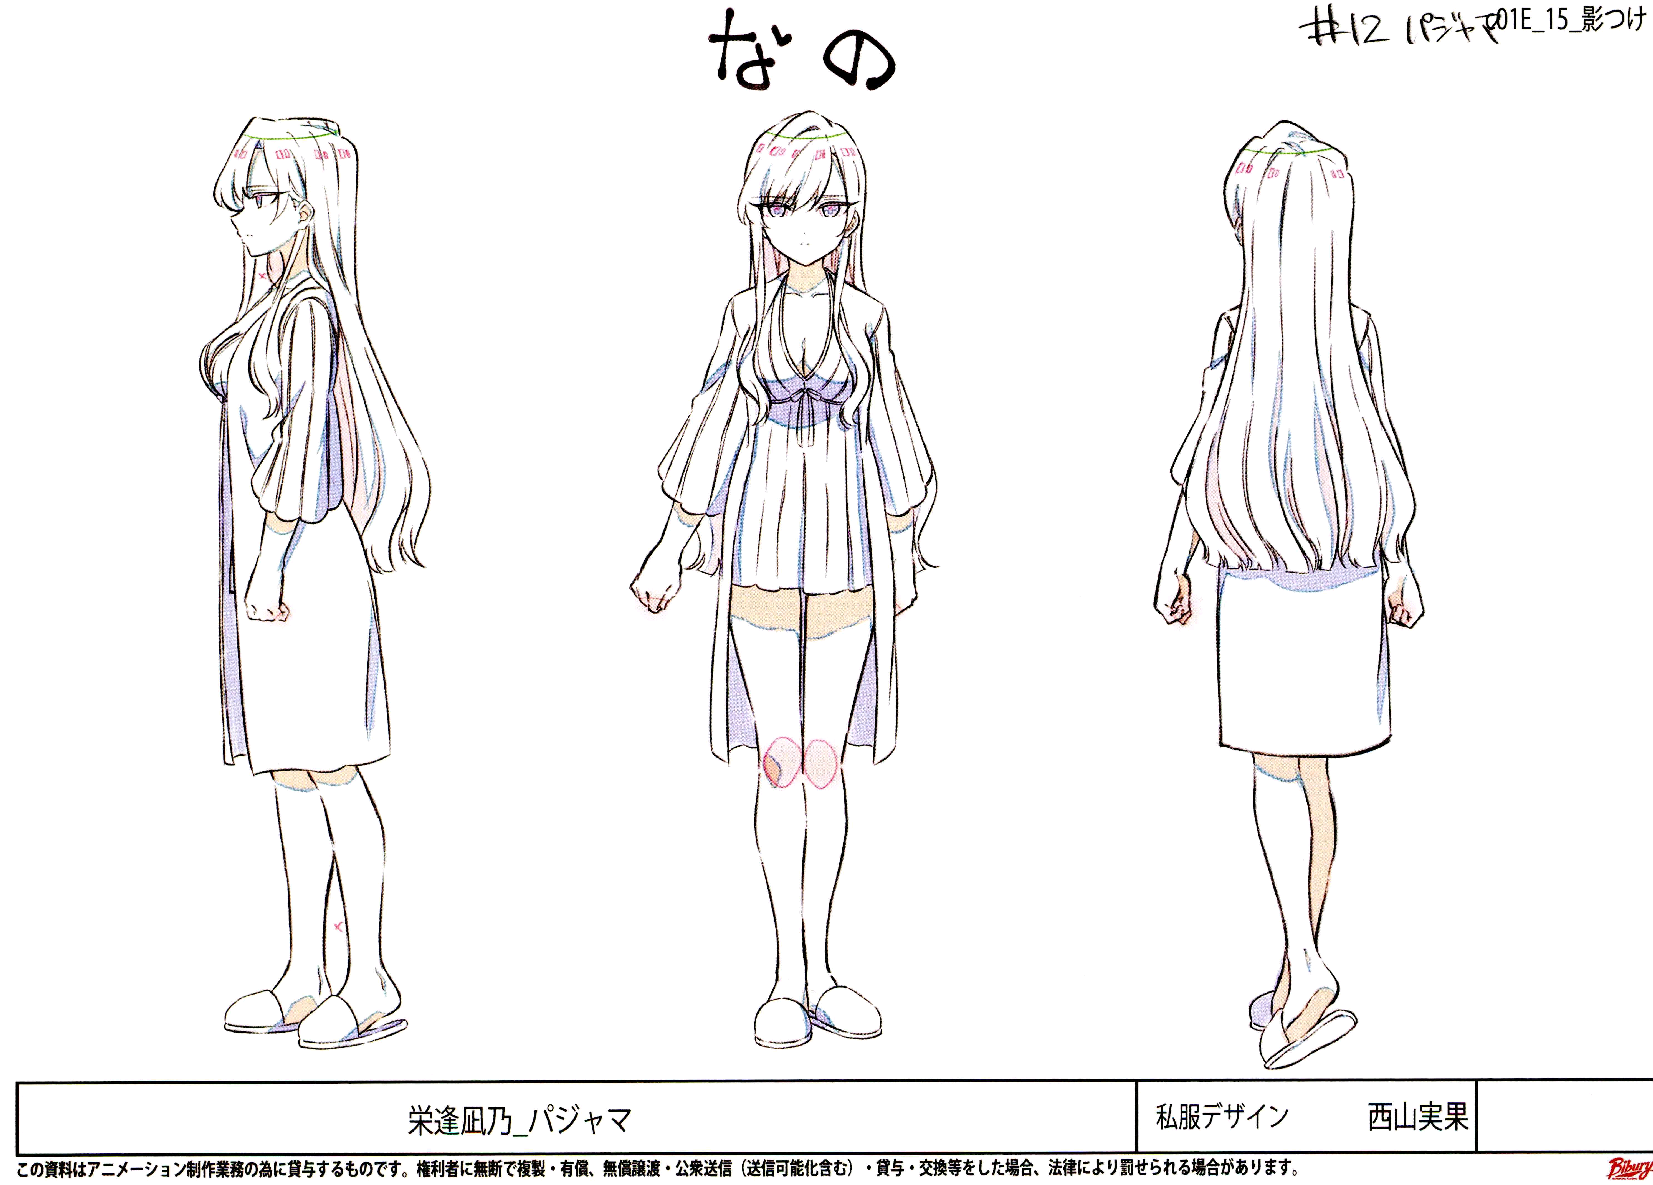 なの
#12 パジャマ
01E_15_影つけ
栄逢凪乃_パジャマ
私服デザイン 西山実果
この資料はアニメーション制作業務の為に貸与するものです。権利者に無断で複製・有償、無償譲渡・公衆送信（送信可能化含む）・貸与・交換等をした場合、法律により罰せられる場合があります。
Bibury